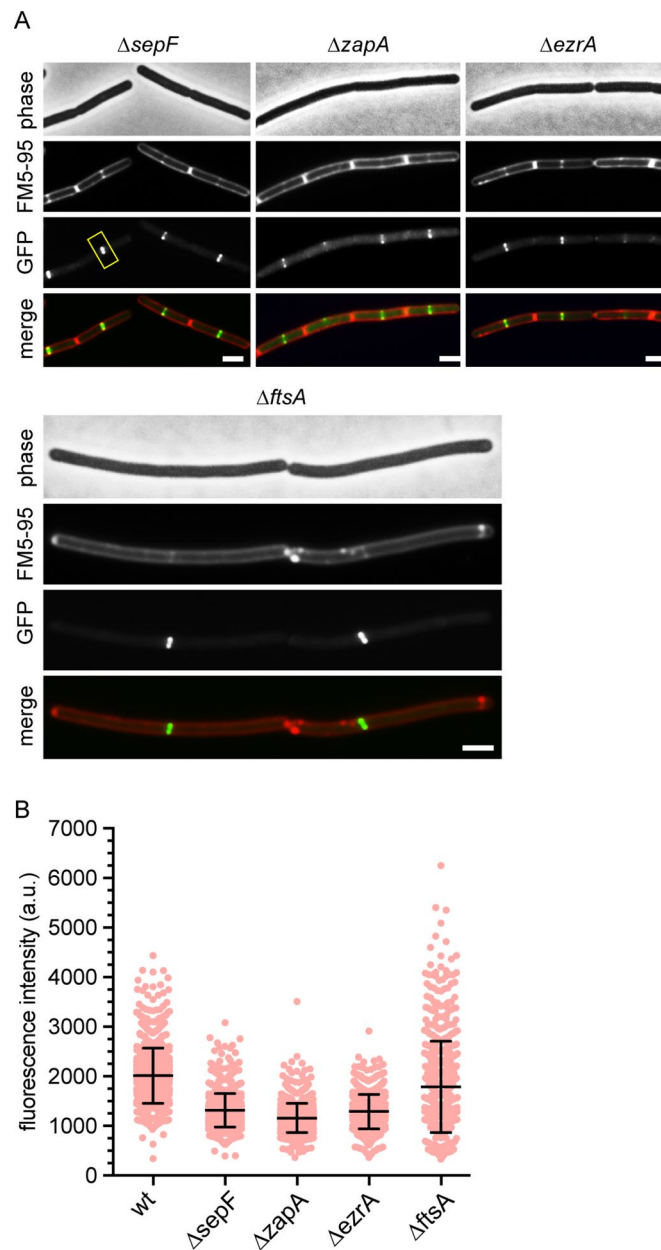 A
ΔsepF ΔzapA ΔezrA
phase
FM5-95
GFP
merge
ΔftsA
phase
FM5-95
GFP
merge
B
fluorescence intensity (a.u.)
7000
6000
5000
4000
3000
2000
1000
0
wt ΔsepF ΔzapA ΔezrA ΔftsA